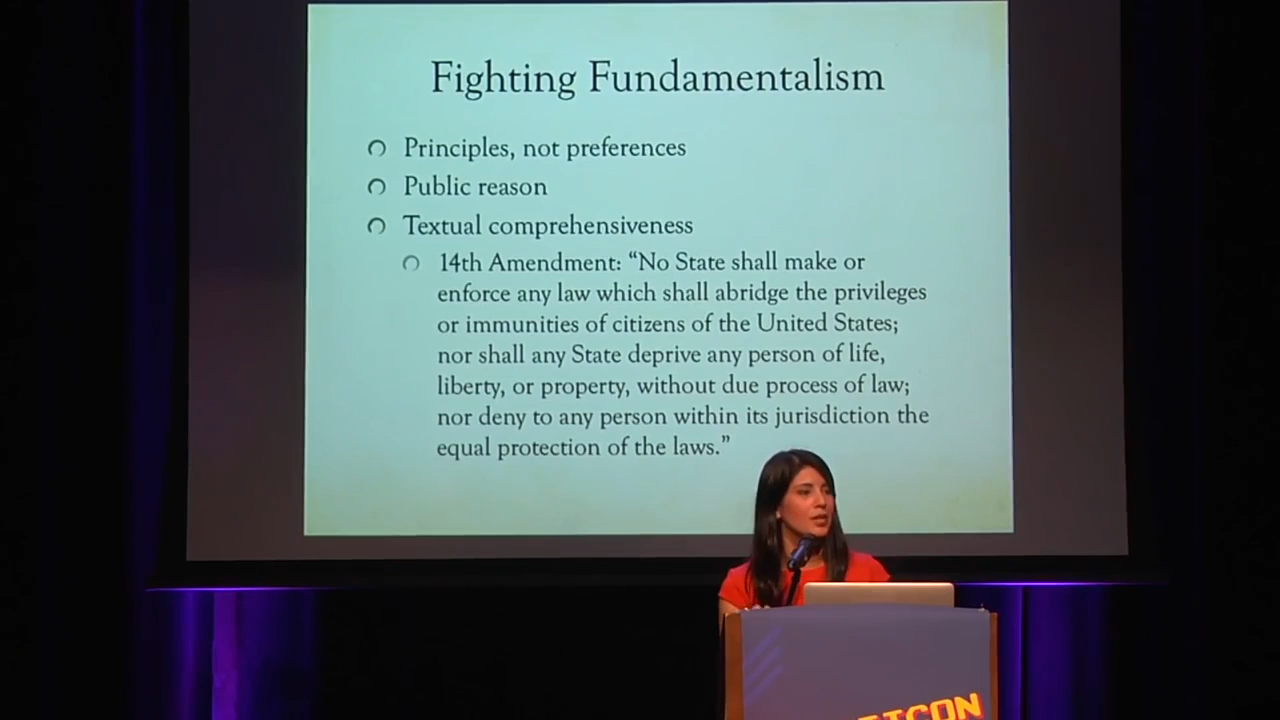 Fighting Fundamentalism
Principles, not preferences
Public reason
Textual comprehensiveness
14th Amendment: “No State shall make or
enforce any law which shall abridge the privileges
or immunities of citizens of the United States;
nor shall any State deprive any person of life,
liberty, or property, without due process of law;
nor deny to any person within its jurisdiction the
equal protection of the laws.”